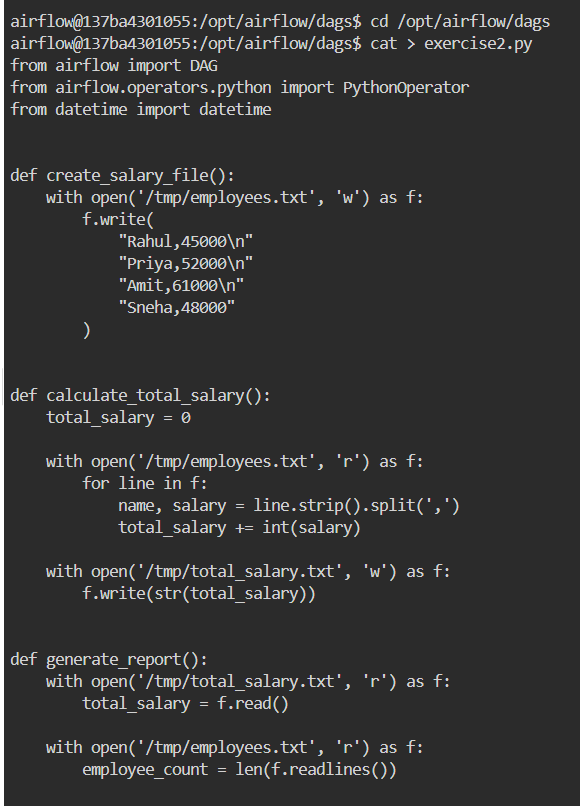 airflow@137ba4301055:/opt/airflow/dags$ cd /opt/airflow/dags
airflow@137ba4301055:/opt/airflow/dags$ cat > exercise2.py
from airflow import DAG
from airflow.operators.python import PythonOperator
from datetime import datetime


def create_salary_file():
    with open('/tmp/employees.txt', 'w') as f:
        f.write(
            "Rahul,45000\n"
            "Priya,52000\n"
            "Amit,61000\n"
            "Sneha,48000"
        )


def calculate_total_salary():
    total_salary = 0

    with open('/tmp/employees.txt', 'r') as f:
        for line in f:
            name, salary = line.strip().split(',')
            total_salary += int(salary)

    with open('/tmp/total_salary.txt', 'w') as f:
        f.write(str(total_salary))


def generate_report():
    with open('/tmp/total_salary.txt', 'r') as f:
        total_salary = f.read()

    with open('/tmp/employees.txt', 'r') as f:
        employee_count = len(f.readlines())